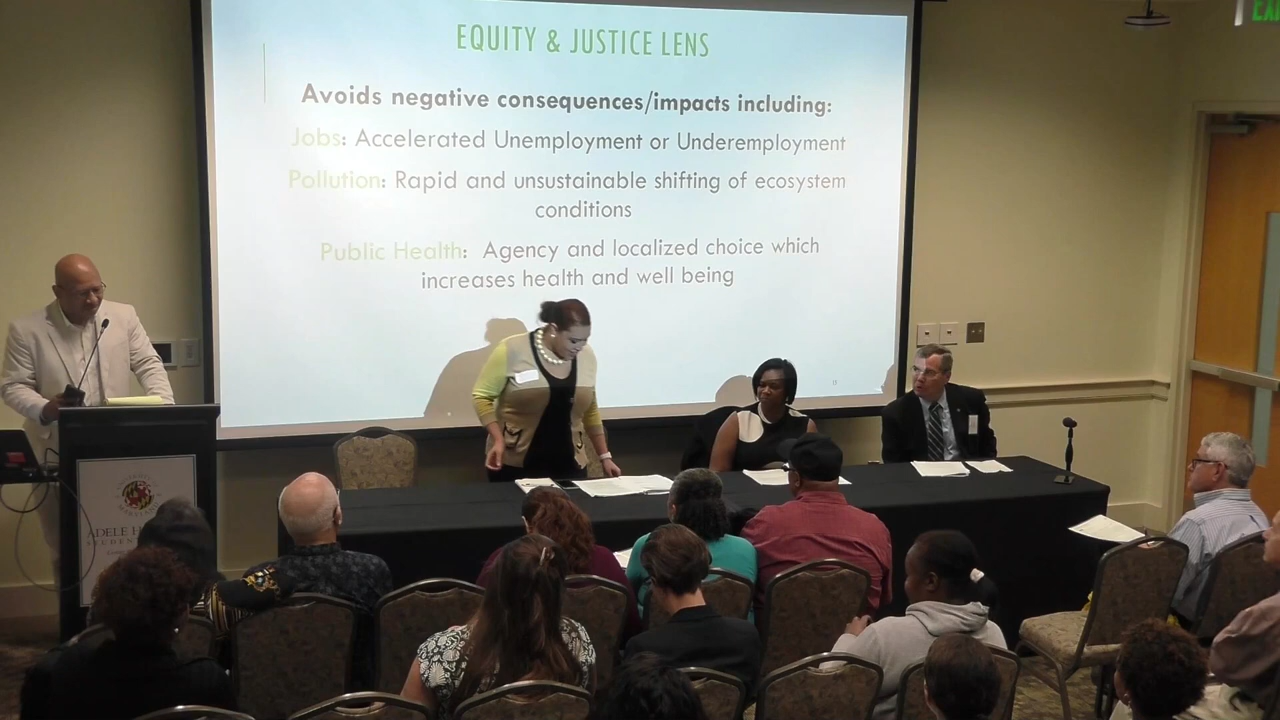 EQUITY & JUSTICE LENS
Avoids negative consequences/impacts including:
Jobs: Accelerated Unemployment or Underemployment
Pollution: Rapid and unsustainable shifting of ecosystem
conditions
Public Health: Agency and localized choice which
increases health and well being
ADELE